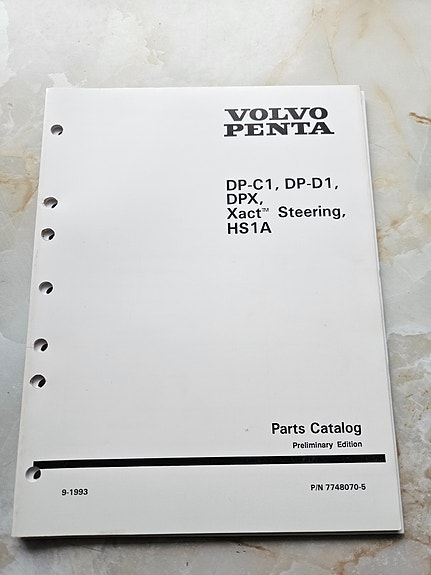 VOLVO
PENTA
DP-C1, DP-D1,
DPX,
Xact™ Steering,
HS1A
Parts Catalog
Preliminary Edition
9-1993
P/N 7748070-5